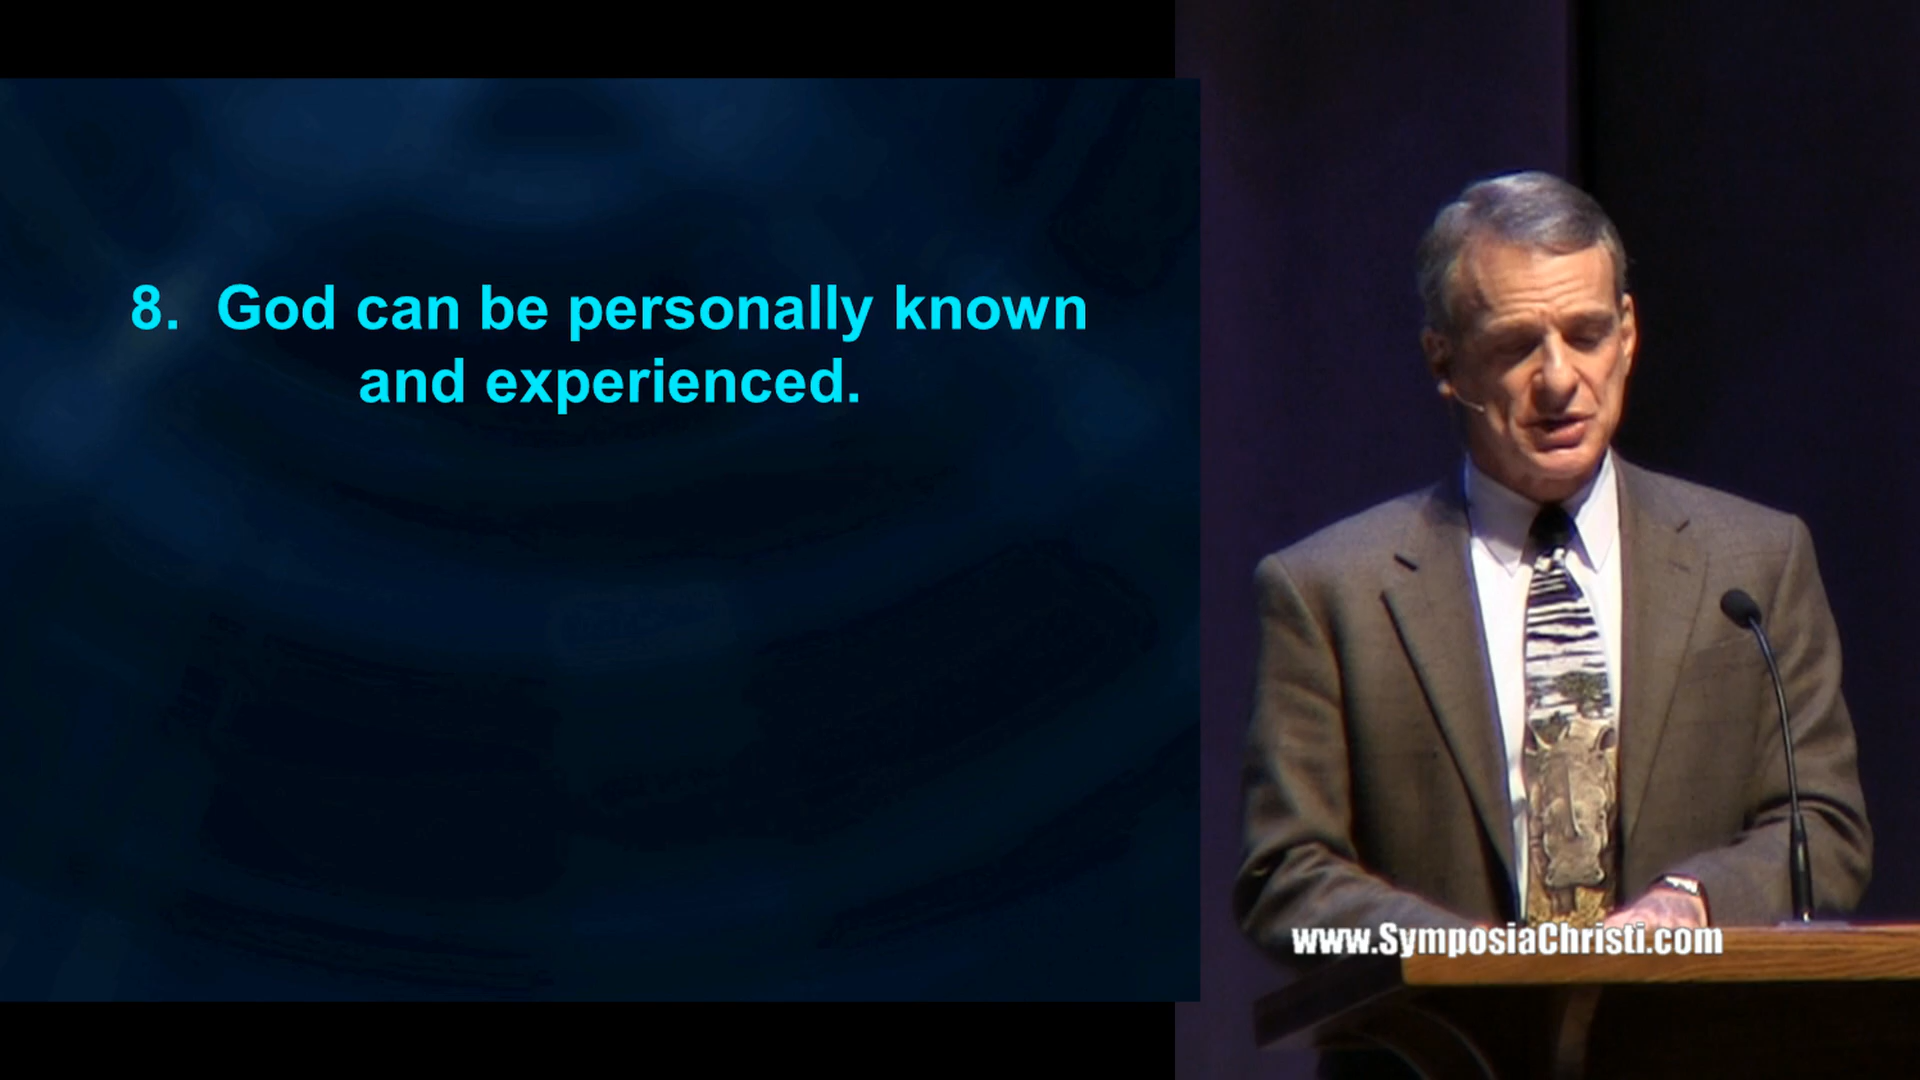 8. God can be personally known
and experienced.
www.SymposiaChristi.com